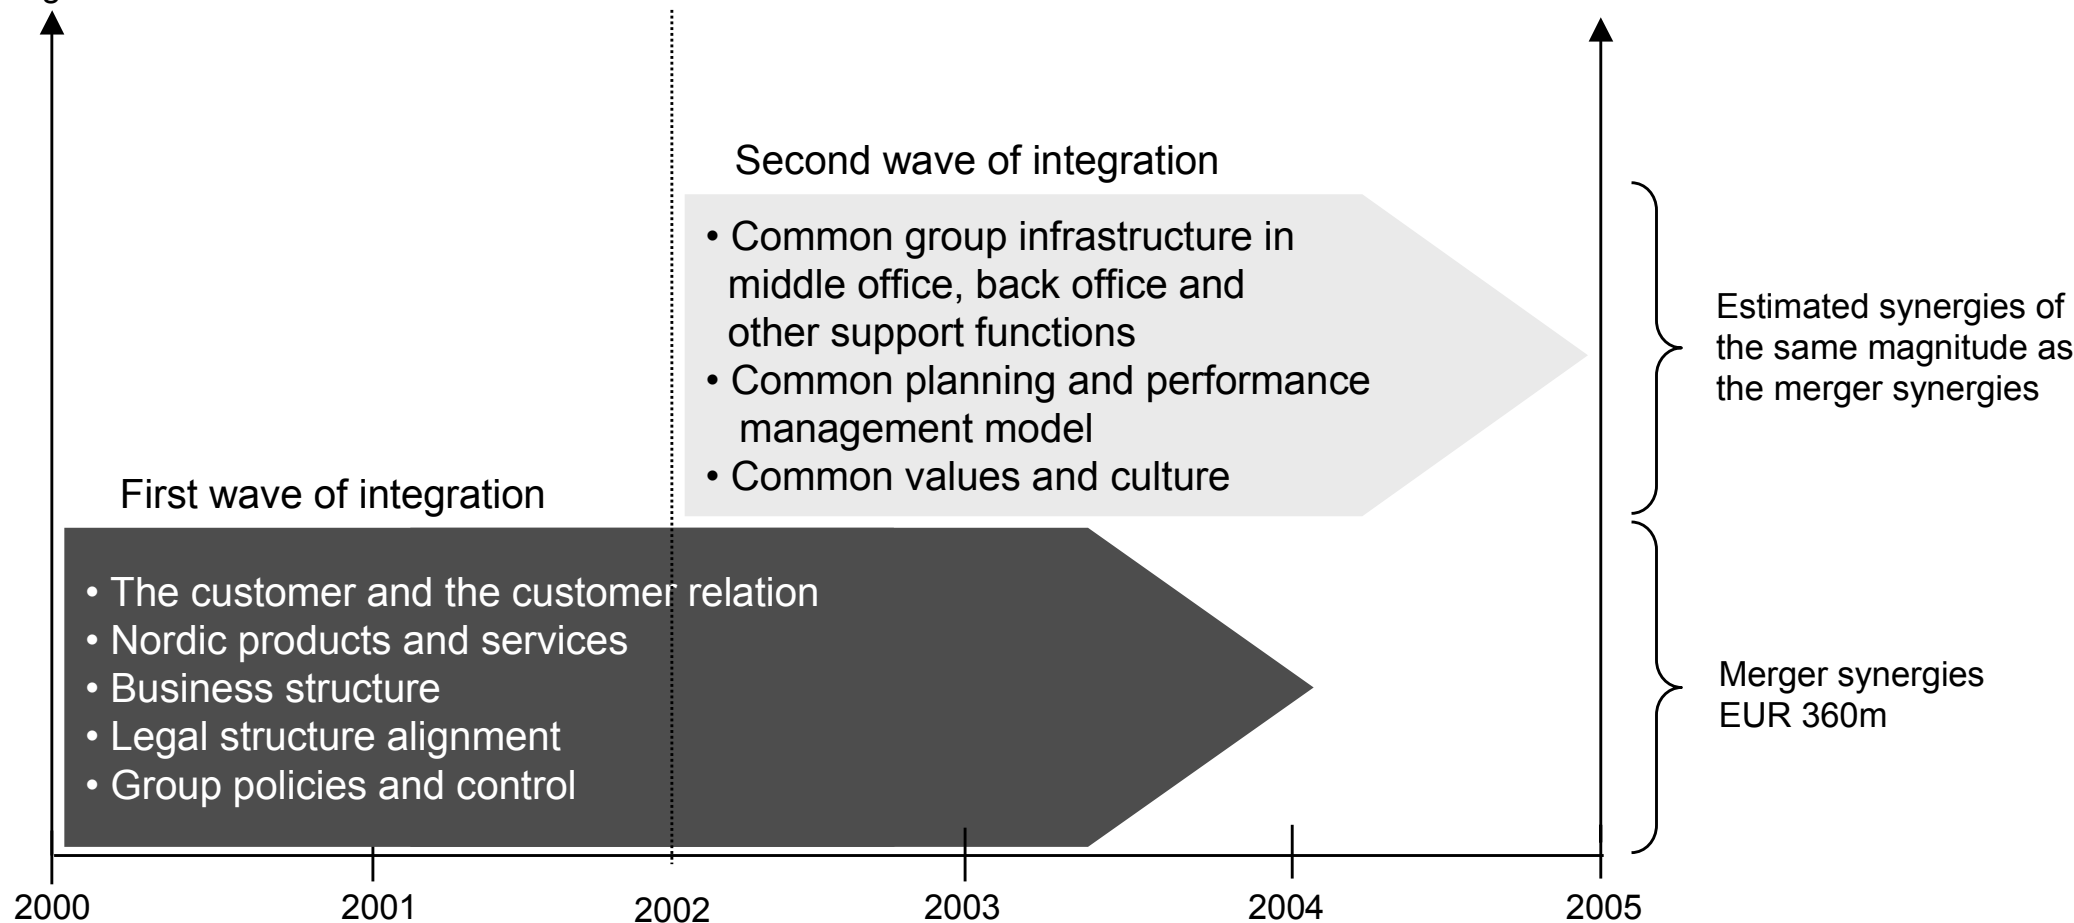 Second wave of integration
• Common group infrastructure in
middle office, back office and
other support functions
• Common planning and performance
management model
• Common values and culture
Estimated synergies of
the same magnitude as
the merger synergies
First wave of integration
• The customer and the customer relation
• Nordic products and services
• Business structure
• Legal structure alignment
• Group policies and control
Merger synergies
EUR 360m
2000 2001 2002 2003 2004 2005